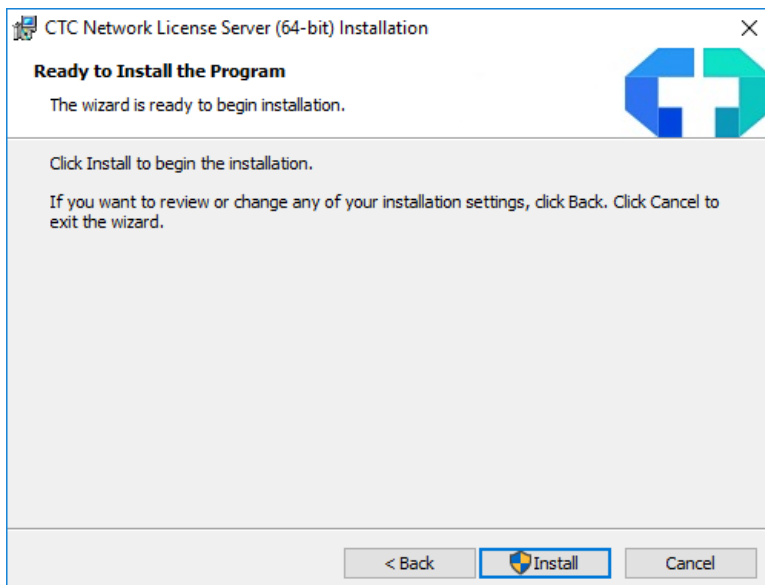 CTC Network License Server (64-bit) Installation
Ready to Install the Program
The wizard is ready to begin installation.
Click Install to begin the installation.
If you want to review or change any of your installation settings, click Back. Click Cancel to
exit the wizard.
< Back
Install
Cancel